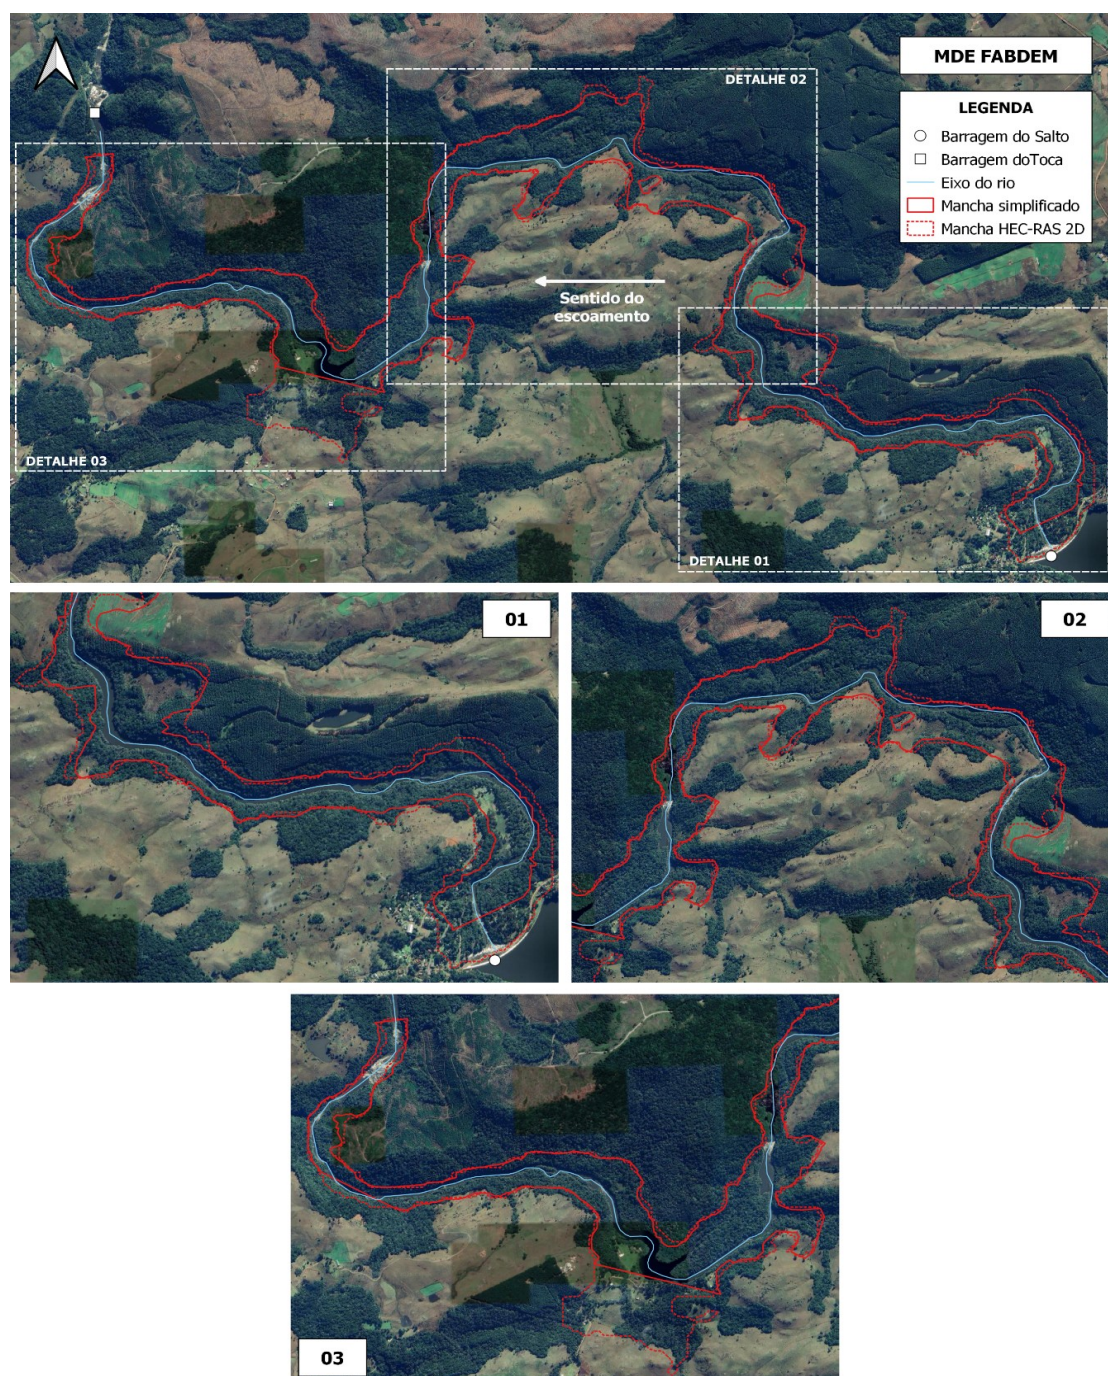 MDE FABDEM
DETALHE 02
LEGENDA
Barragem do Salto
Barragem doToca
Eixo do rio
Mancha simplificado
Mancha HEC-RAS 2D
Sentido do
escoamento
DETALHE 03
DETALHE 01
01
02
03